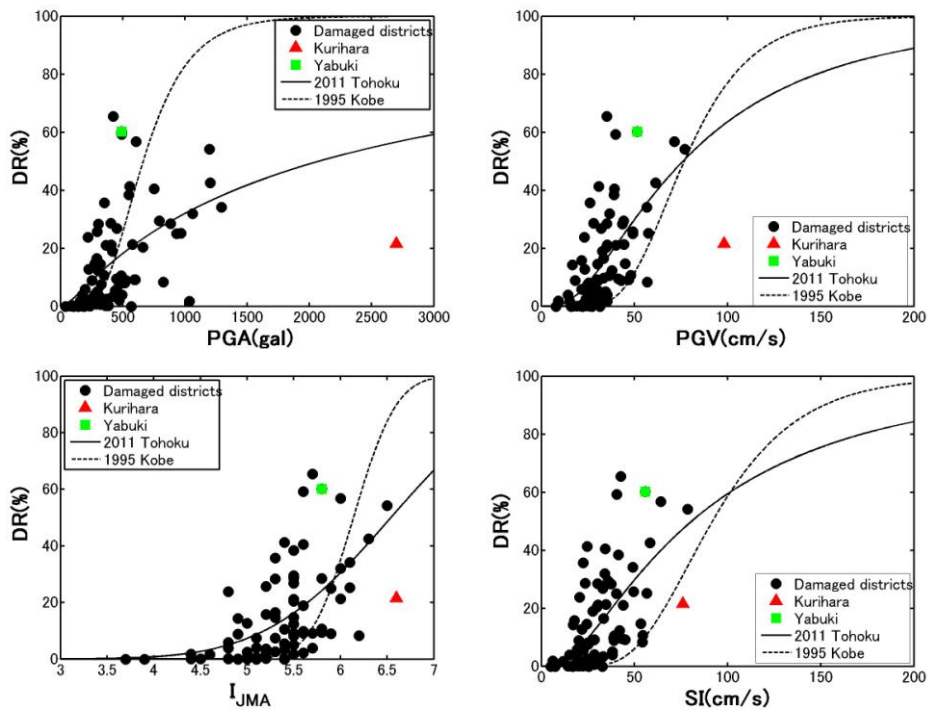 100
80
60
40
20
0
DR(%)
0 500 1000 1500 2000 2500 3000
PGA(gal)
Damaged districts
Kurihara
Yabuki
2011 Tohoku
1995 Kobe
100
80
60
40
20
0
DR(%)
0 50 100 150 200
PGV(cm/s)
Damaged districts
Kurihara
Yabuki
2011 Tohoku
1995 Kobe
100
80
60
40
20
0
DR(%)
3 3.5 4 4.5 5 5.5 6 6.5 7
I_JMA
Damaged districts
Kurihara
Yabuki
2011 Tohoku
1995 Kobe
100
80
60
40
20
0
DR(%)
0 50 100 150 200
SI(cm/s)
Damaged districts
Kurihara
Yabuki
2011 Tohoku
1995 Kobe